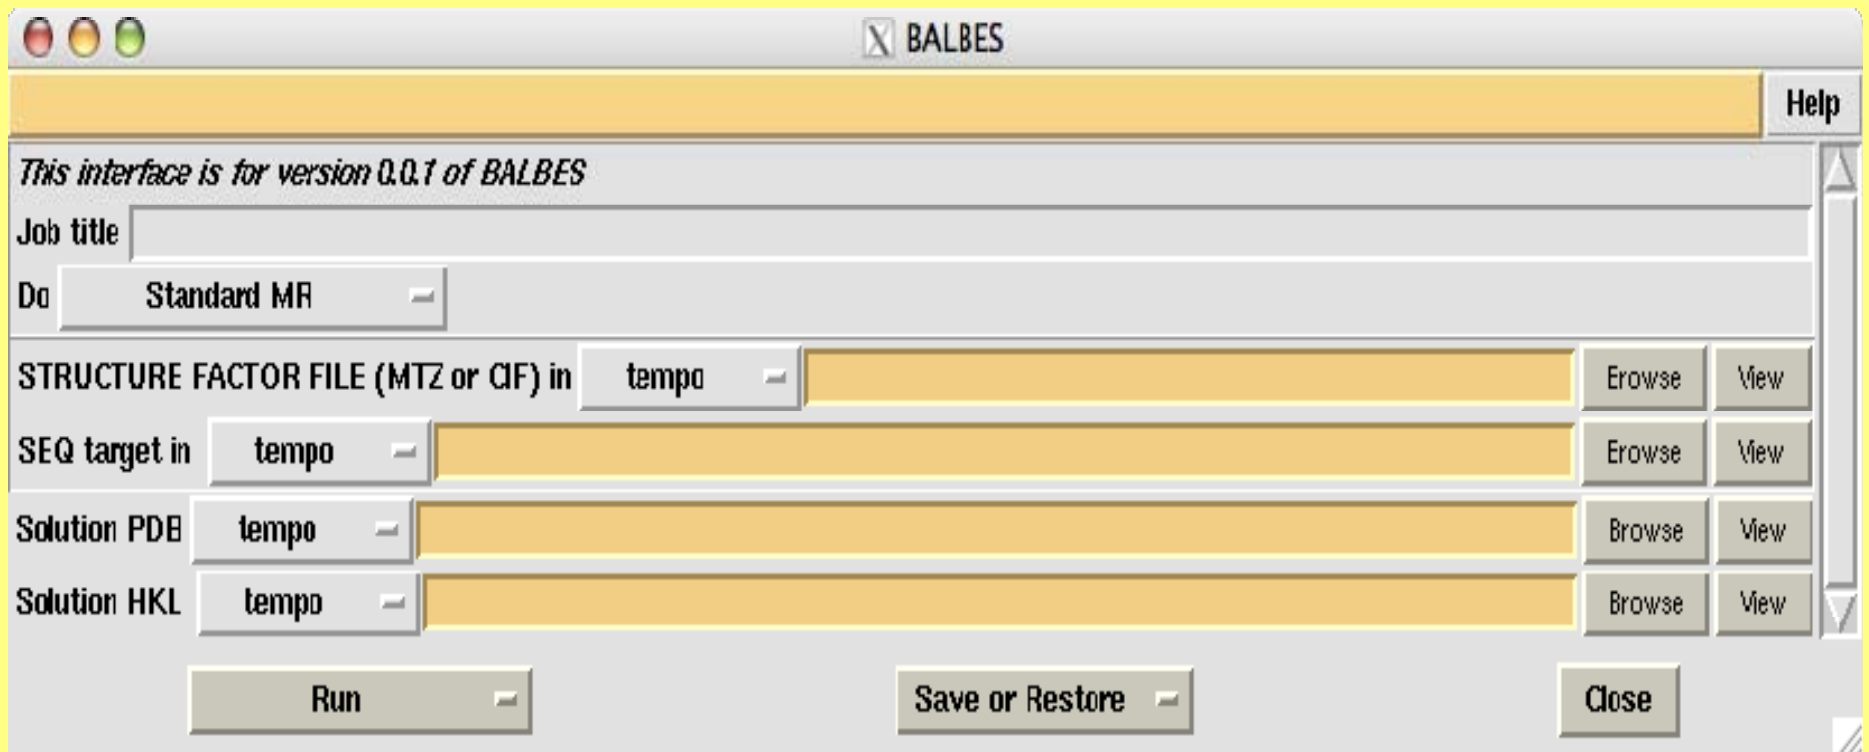 BALBES
Help
This interface is for version 0.0.1 of BALBES
Job title
Do Standard MR
STRUCTURE FACTOR FILE (MTZ or CIF) in tempo Browse View
SEQ target in tempo Browse View
Solution PDB tempo Browse View
Solution HKL tempo Browse View
Run Save or Restore Close